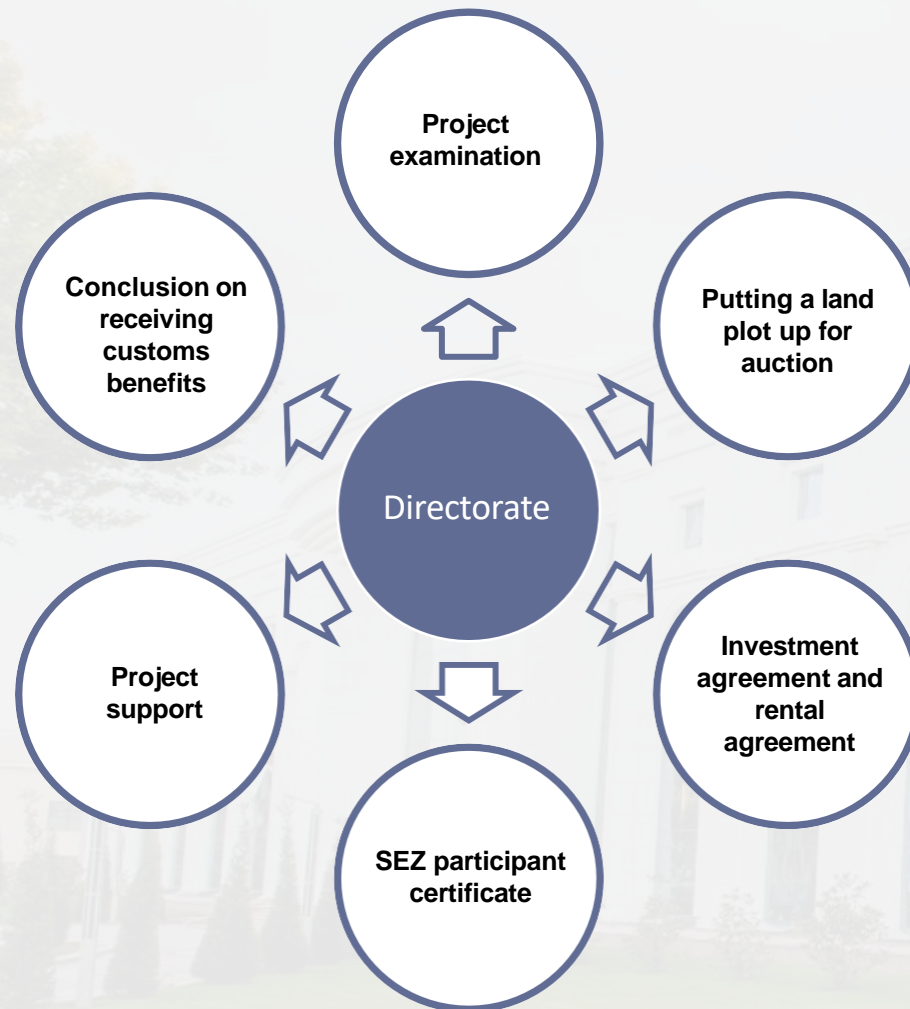 Project
examination
Conclusion on
receiving
customs
benefits
Putting a land
plot up for
auction
Directorate
Project
support
Investment
agreement and
rental
agreement
SEZ participant
certificate